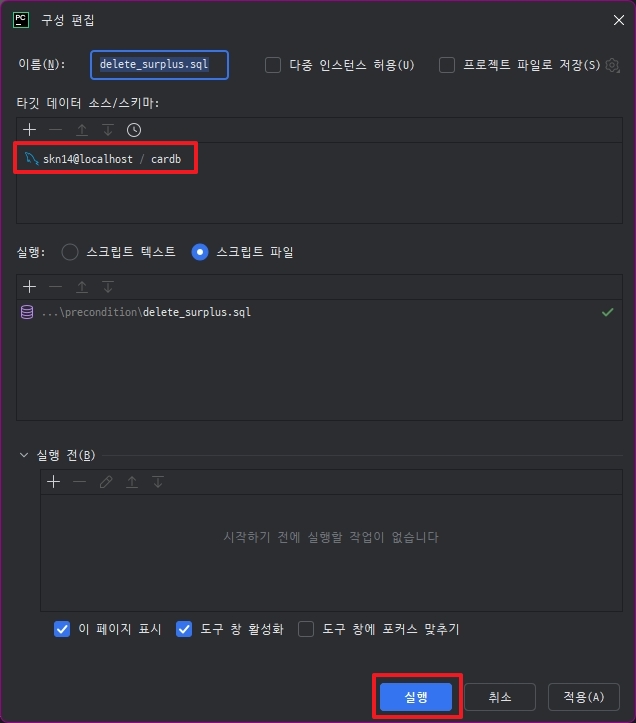 PC 구성 편집
이름(N): delete_surplus.sql 다중 인스턴스 허용(U) 프로젝트 파일로 저장(S)
타깃 데이터 소스/스키마:
skn14@localhost / cardb
실행: 스크립트 텍스트 스크립트 파일
...\precondition\delete_surplus.sql
실행 전(B)
시작하기 전에 실행할 작업이 없습니다
이 페이지 표시 도구 창 활성화 도구 창에 포커스 맞추기
실행 취소 적용(A)